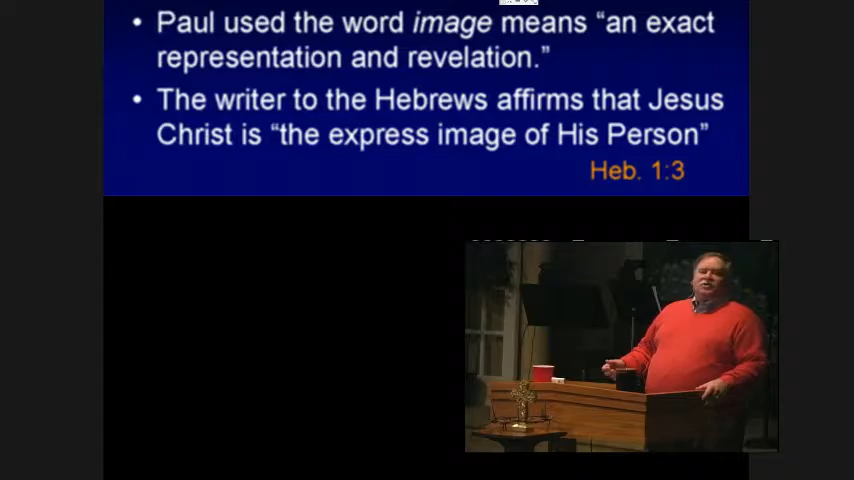 • Paul used the word image means “an exact
representation and revelation.”
• The writer to the Hebrews affirms that Jesus
Christ is “the express image of His Person”
Heb. 1:3